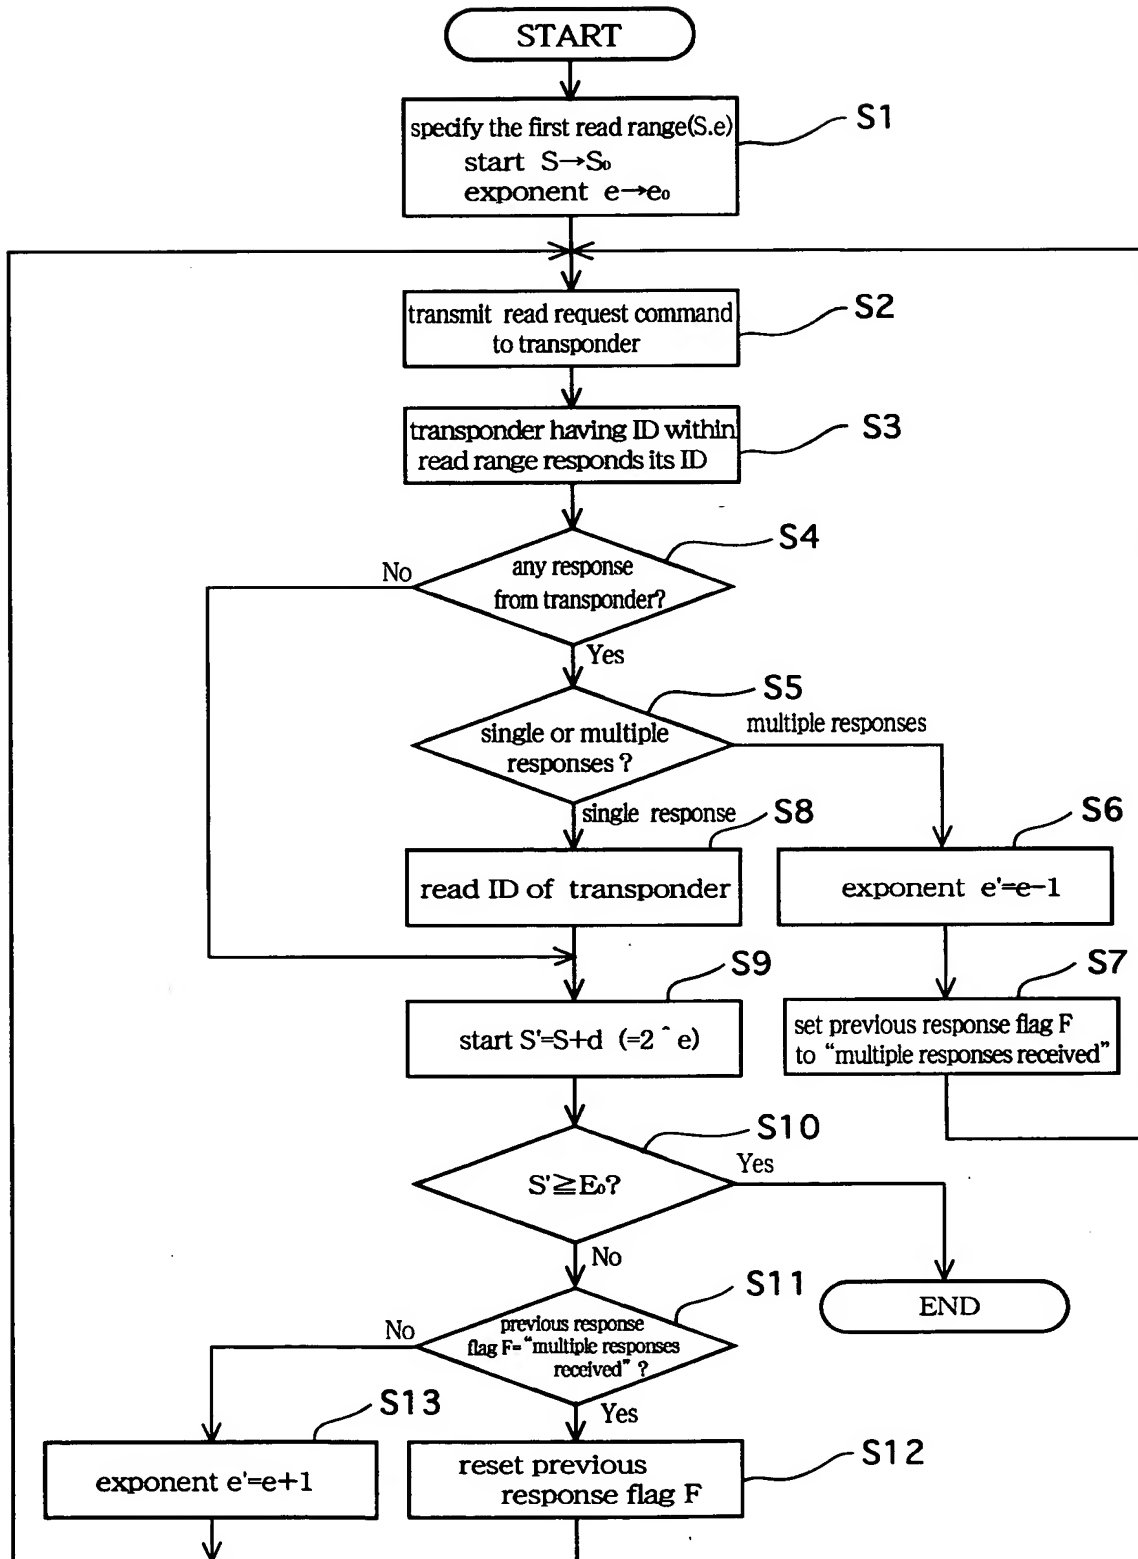 START
specify the first read range(S.e)
start S→S₀
exponent e→e₀
S1
transmit read request command
to transponder
S2
transponder having ID within
read range responds its ID
S3
any response
from transponder?
S4
No
Yes
single or multiple
responses ?
S5
multiple responses
single response
S8
read ID of transponder
S6
exponent e'=e−1
S9
start S'=S+d (=2 ^ e)
S7
set previous response flag F
to “multiple responses received”
S10
S'≧E₀?
Yes
No
END
S11
previous response
flag F= “multiple responses
received” ?
No
Yes
S13
exponent e'=e+1
S12
reset previous
response flag F